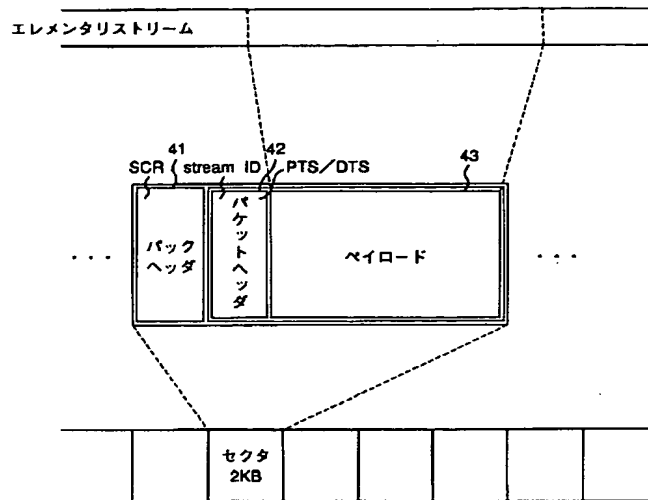 エレメンタリストリーム
41
42
SCR stream ID PTS/DTS
43
パック
ヘッダ
パケットヘッダ
ペイロード
. . .
. . .
セクタ
2KB